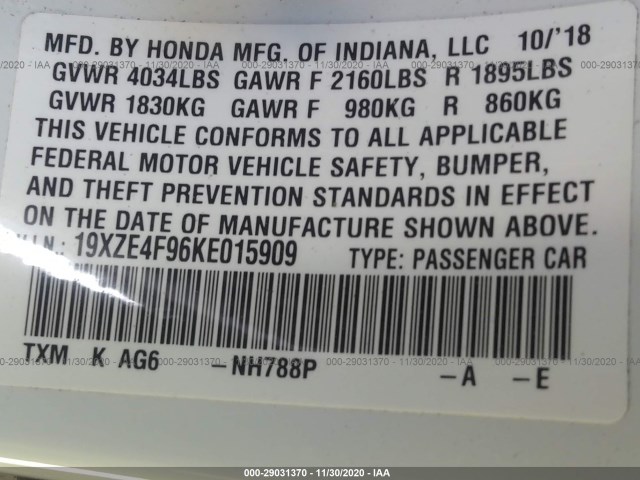 MFD. BY HONDA MFG. OF INDIANA, LLC 10/'18
GVWR 4034LBS GAWR F 2160LBS R 1895LBS
GVWR 1830KG GAWR F 980KG R 860KG
THIS VEHICLE CONFORMS TO ALL APPLICABLE
FEDERAL MOTOR VEHICLE SAFETY, BUMPER,
AND THEFT PREVENTION STANDARDS IN EFFECT
ON THE DATE OF MANUFACTURE SHOWN ABOVE.
V.I.N.: 19XZE4F96KE015909 TYPE: PASSENGER CAR
TXM K AG6 -NH788P -A -E
000-29031370 - 11/30/2020 - IAA